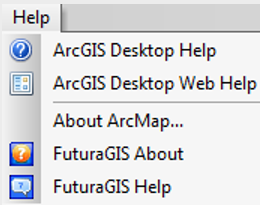 Help
ArcGIS Desktop Help
ArcGIS Desktop Web Help
About ArcMap...
FuturaGIS About
FuturaGIS Help